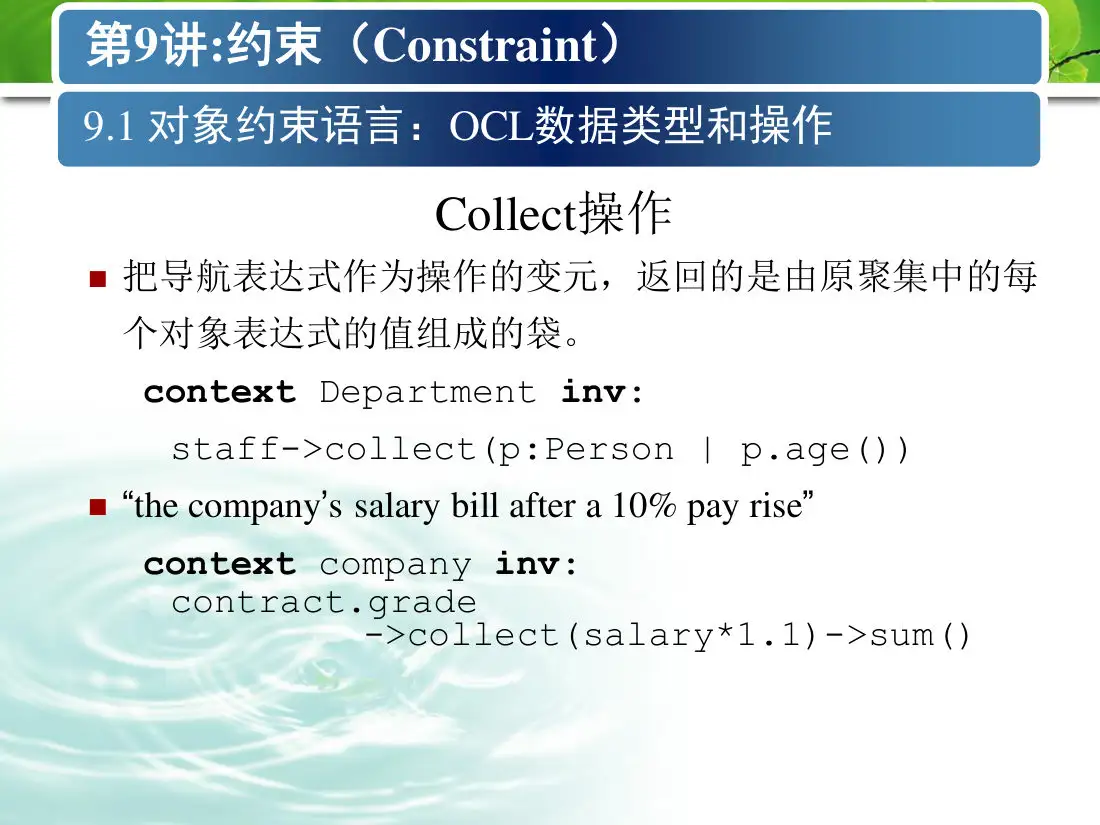 第9讲:约束（Constraint）
9.1 对象约束语言：OCL数据类型和操作
Collect操作
把导航表达式作为操作的变元，返回的是由原聚集中的每
个对象表达式的值组成的袋。
context Department inv:
staff->collect(p:Person | p.age())
“the company’s salary bill after a 10% pay rise”
context company inv:
contract.grade
->collect(salary*1.1)->sum()